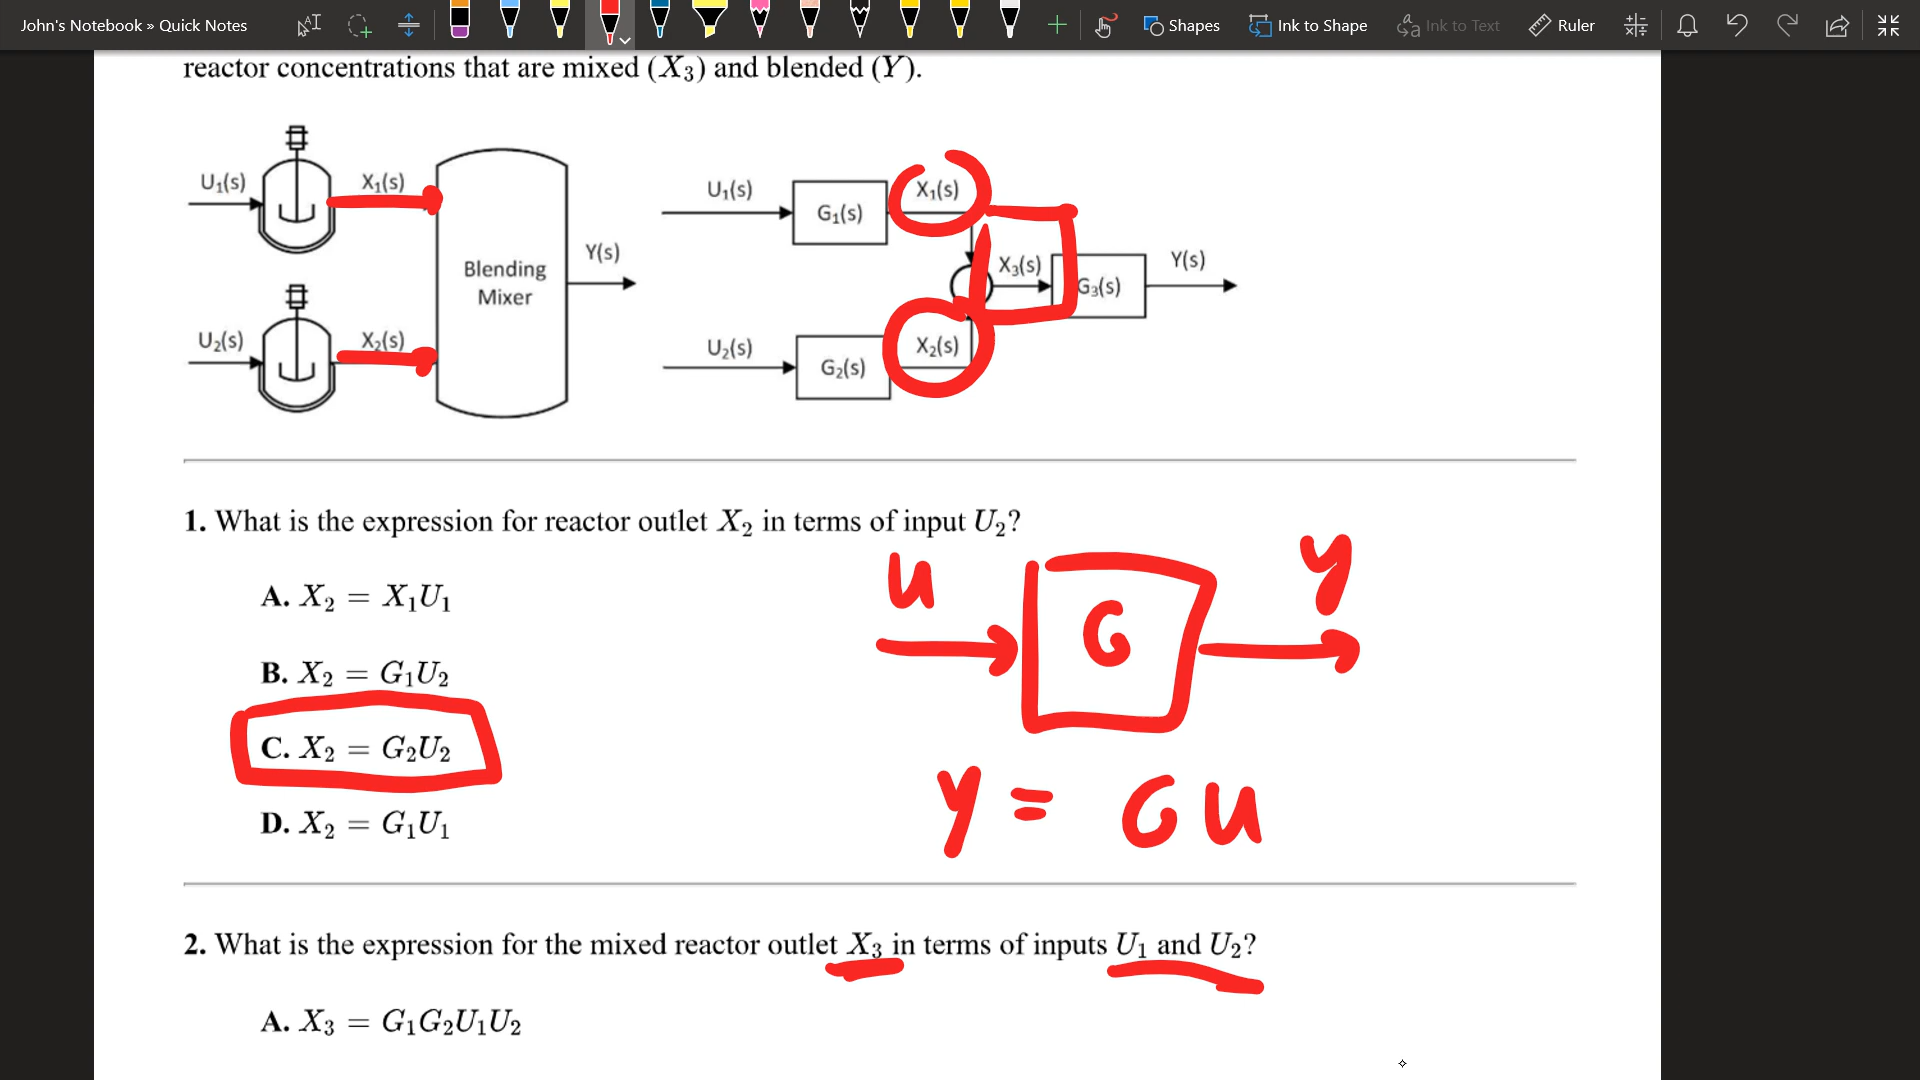 John's Notebook » Quick Notes
Shapes
Ink to Shape
Ink to Text
Ruler
reactor concentrations that are mixed (X₃) and blended (Y).
U₁(s)
X₁(s)
U₂(s)
X₂(s)
Blending
Mixer
Y(s)
U₁(s)
G₁(s)
X₁(s)
X₃(s)
G₃(s)
Y(s)
U₂(s)
G₂(s)
X₂(s)
1. What is the expression for reactor outlet X₂ in terms of input U₂?
A. X₂ = X₁U₁
B. X₂ = G₁U₂
C. X₂ = G₂U₂
D. X₂ = G₁U₁
u
G
y
y = Gu
2. What is the expression for the mixed reactor outlet X₃ in terms of inputs U₁ and U₂?
A. X₃ = G₁G₂U₁U₂